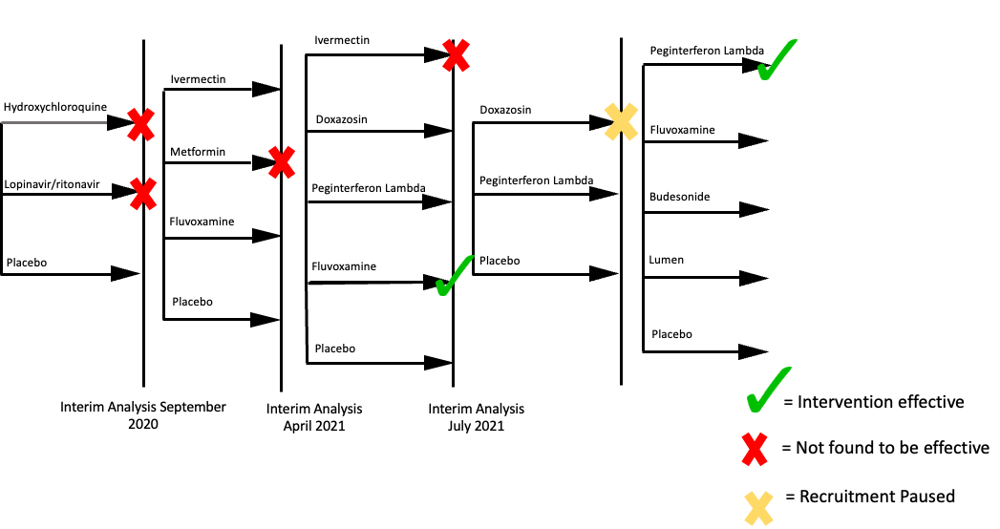 Hydroxychloroquine
Lopinavir/ritonavir
Placebo
Ivermectin
Metformin
Fluvoxamine
Placebo
Ivermectin
Doxazosin
Peginterferon Lambda
Fluvoxamine
Placebo
Doxazosin
Peginterferon Lambda
Placebo
Peginterferon Lambda
Fluvoxamine
Budesonide
Lumen
Placebo
Interim Analysis September
2020
Interim Analysis
April 2021
Interim Analysis
July 2021
= Intervention effective
= Not found to be effective
= Recruitment Paused